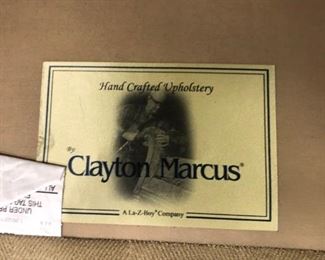 Hand Crafted Upholstery
By
Clayton Marcus®
A La-Z-Boy® Company
UNDER
THIS TAG